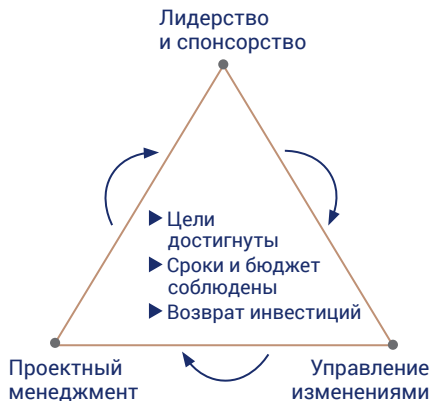 Лидерство
и спонсорство
Цели
достигнуты
Сроки и бюджет
соблюдены
Возврат инвестиций
Проектный
менеджмент
Управление
изменениями